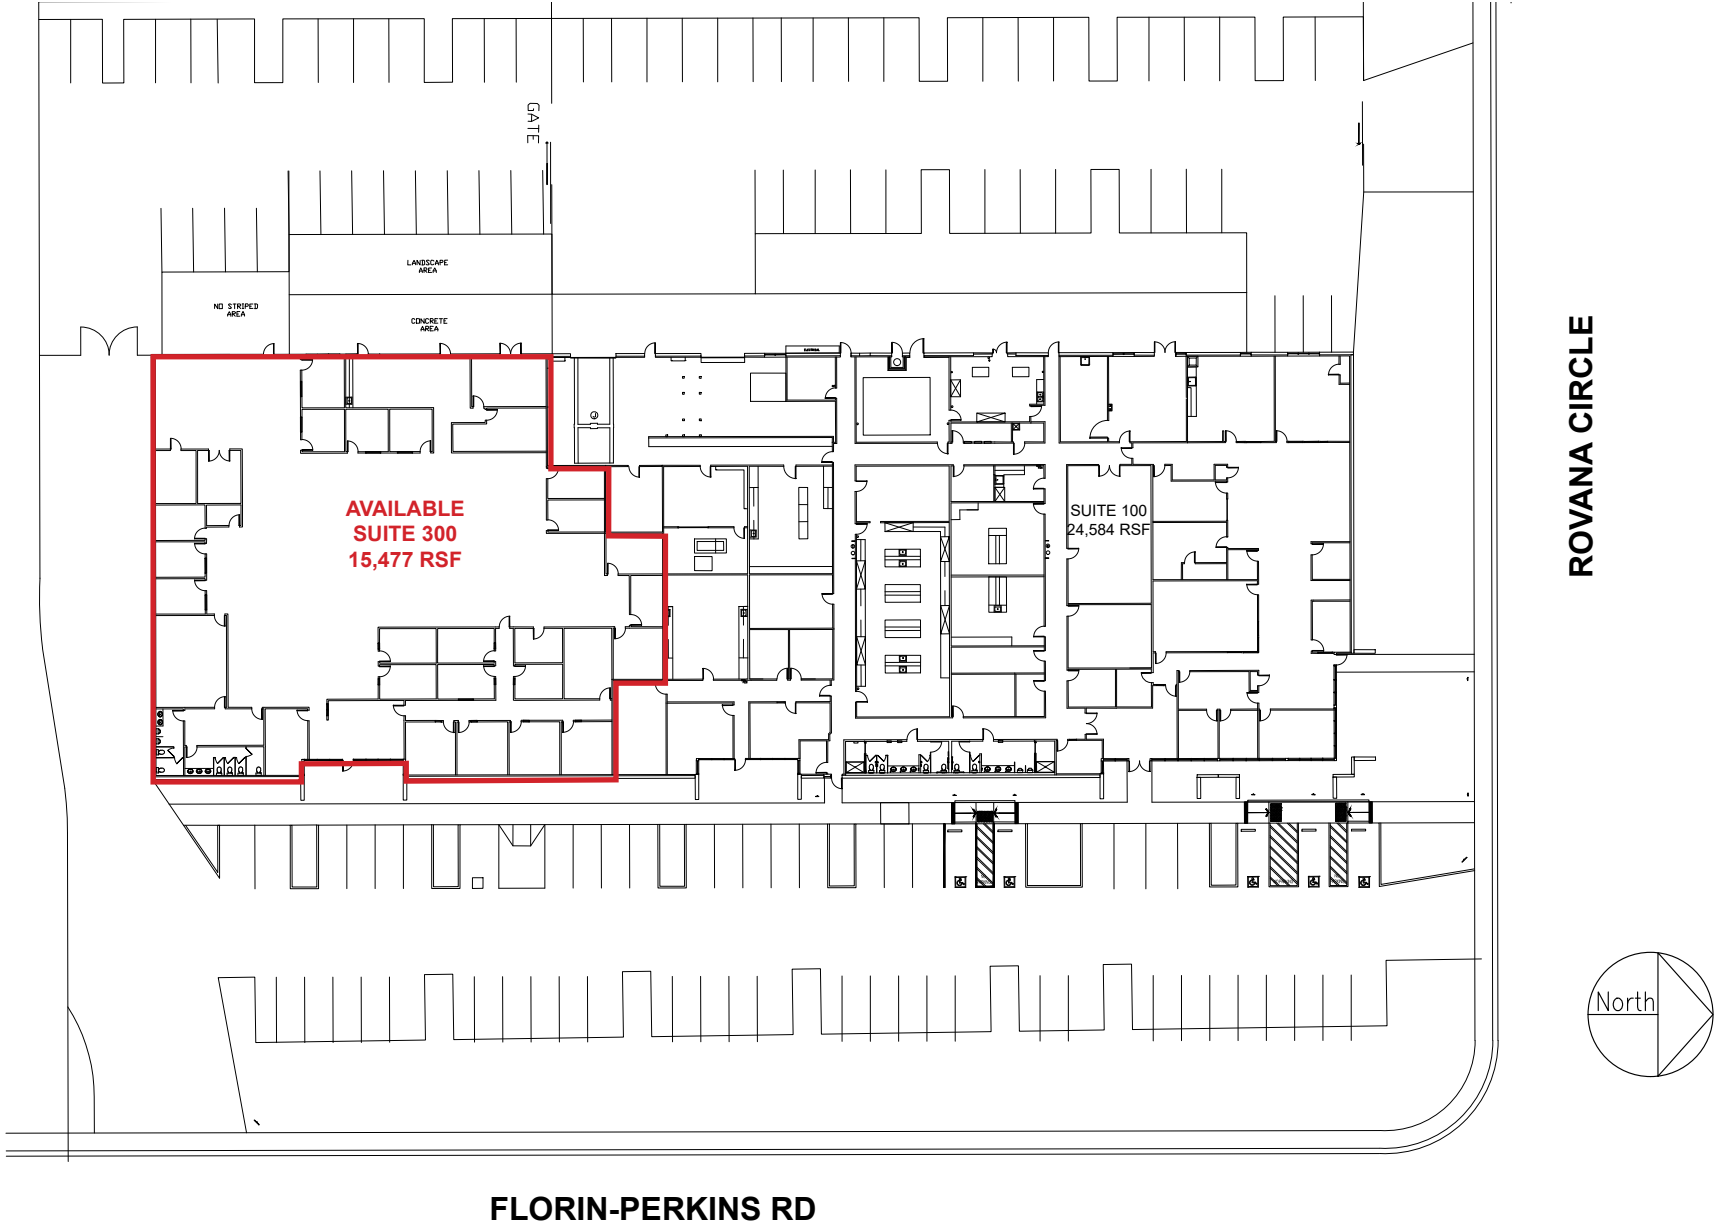 GATE
LANDSCAPE
AREA
NO STRIPED
AREA
CONCRETE
AREA
AVAILABLE
SUITE 300
15,477 RSF
SUITE 100
24,584 RSF
ROVANA CIRCLE
North
FLORIN-PERKINS RD